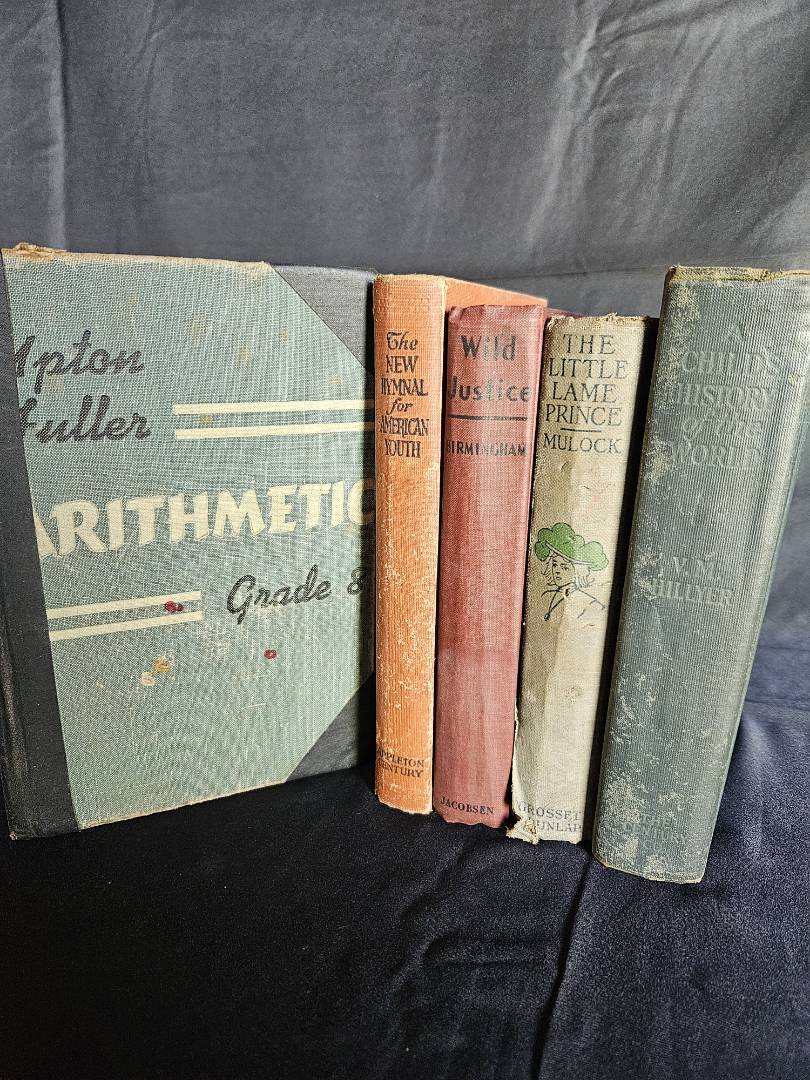 pton
Fuller
ARITHMETIC
Grade 8
The
NEW
HYMNAL
for
AMERICAN
YOUTH
APPLETON
CENTURY
Wild
Justice
BIRMINGHAM
JACOBSEN
THE
LITTLE
LAME
PRINCE
MULOCK
GROSSET
DUNLAP
A
CHILD'S
HISTORY
of the
WORLD
V.M.
HILLYER
THE
CENTURY